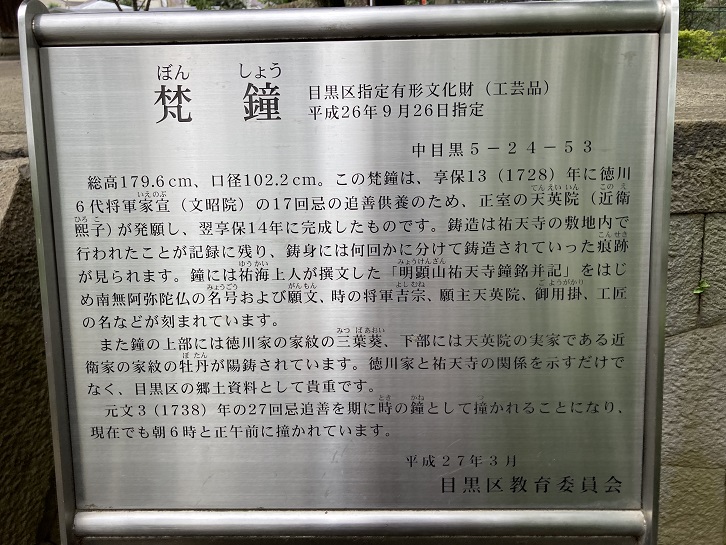 ぼん しょう
梵 鐘
目黒区指定有形文化財（工芸品）
平成26年9月26日指定
中目黒5－24－53
総高179.6cm、口径102.2cm。この梵鐘は、享保13（1728）年に徳川
6代将軍家宣（文昭院）の17回忌の追善供養のため、正室の天英院（近衛
熙子）が発願し、翌享保14年に完成したものです。鋳造は祐天寺の敷地内で
行われたことが記録に残り、鋳身には何回かに分けて鋳造されていった痕跡
が見られます。鐘には祐海上人が撰文した「明顕山祐天寺鐘銘并記」をはじ
め南無阿弥陀仏の名号および願文、時の将軍吉宗、願主天英院、御用掛、工匠
の名などが刻まれています。
また鐘の上部には徳川家の家紋の三葉葵、下部には天英院の実家である近
衛家の家紋の牡丹が陽鋳されています。徳川家と祐天寺の関係を示すだけで
なく、目黒区の郷土資料として貴重です。
元文3（1738）年の27回忌追善を期に時の鐘として撞かれることになり、
現在でも朝6時と正午前に撞かれています。
平成27年3月
目黒区教育委員会